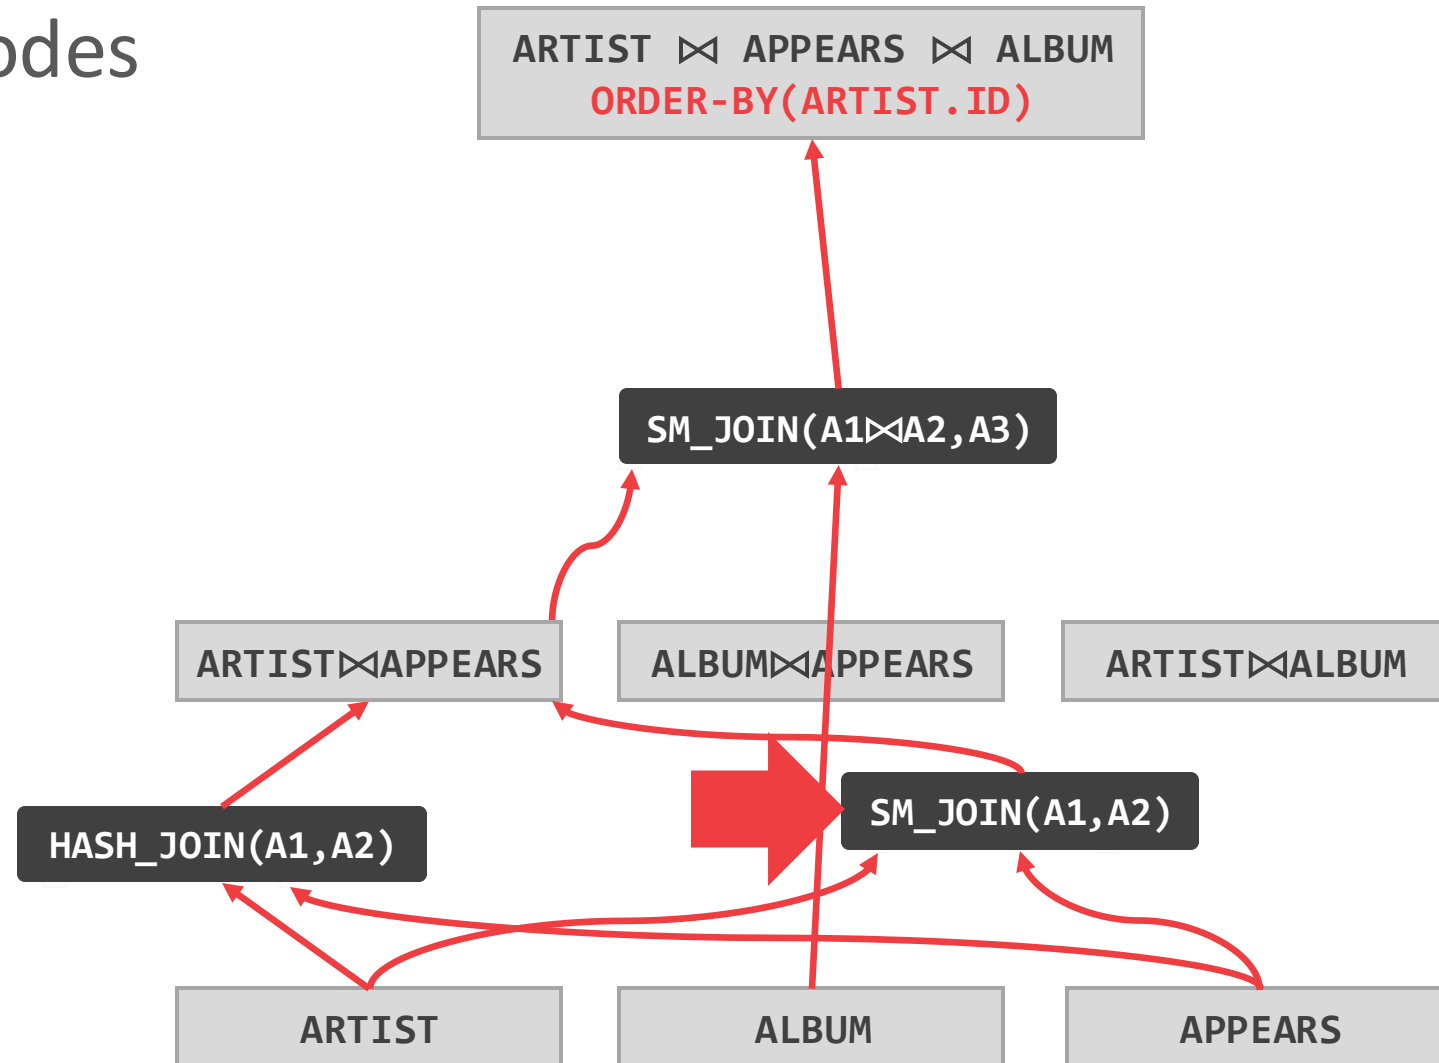 odes
ARTIST ⋈ APPEARS ⋈ ALBUM
ORDER-BY(ARTIST.ID)
SM_JOIN(A1⋈A2,A3)
ARTIST⋈APPEARS
ALBUM⋈APPEARS
ARTIST⋈ALBUM
SM_JOIN(A1,A2)
HASH_JOIN(A1,A2)
ARTIST
ALBUM
APPEARS